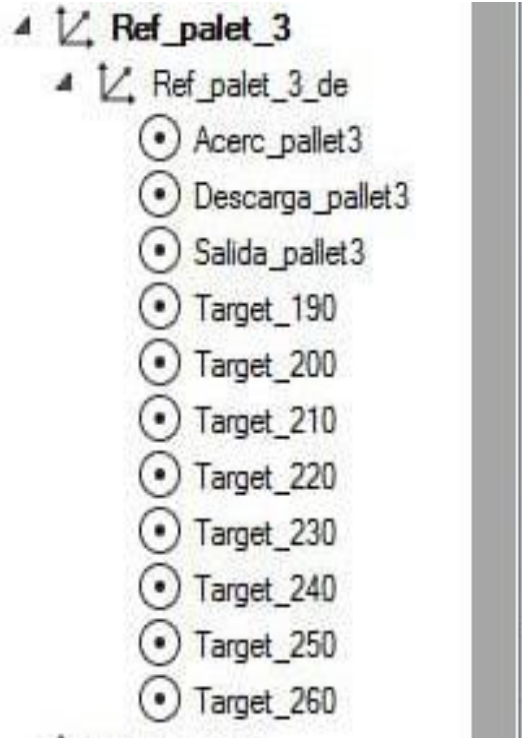 Ref_palet_3
Ref_palet_3_de
Acerc_pallet3
Descarga_pallet3
Salida_pallet3
Target_190
Target_200
Target_210
Target_220
Target_230
Target_240
Target_250
Target_260